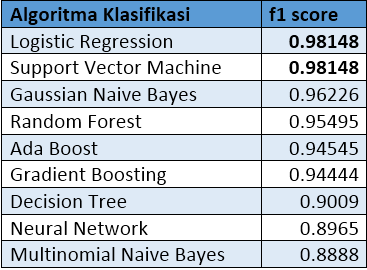 Algoritma Klasifikasi f1 score
Logistic Regression 0.98148
Support Vector Machine 0.98148
Gaussian Naive Bayes 0.96226
Random Forest 0.95495
Ada Boost 0.94545
Gradient Boosting 0.94444
Decision Tree 0.9009
Neural Network 0.8965
Multinomial Naive Bayes 0.8888